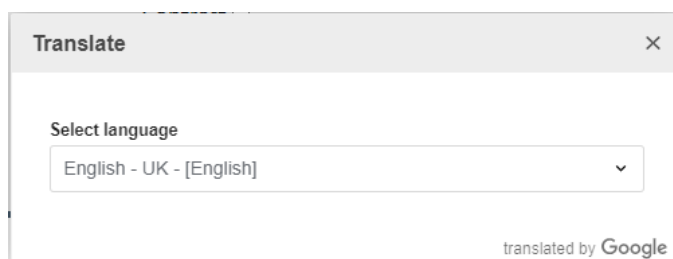 Translate
Select language
English - UK - [English]
translated by Google